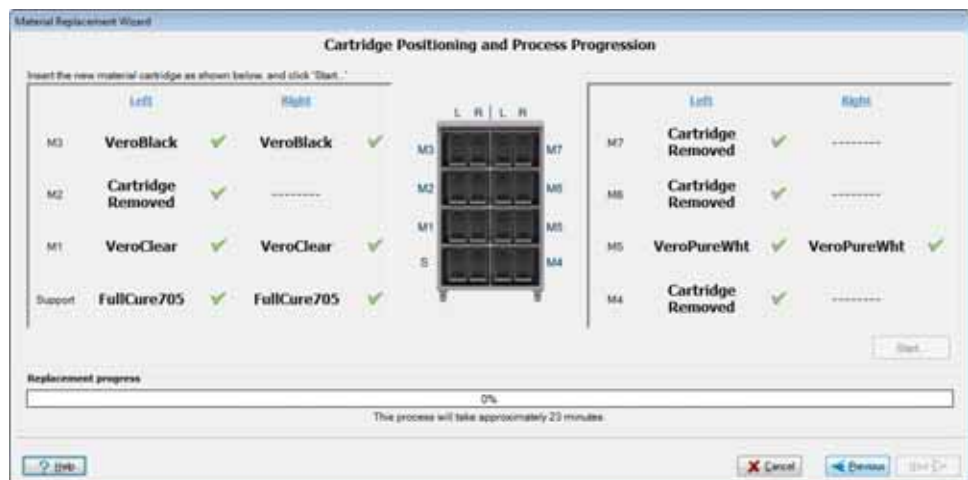 Material Replacement Wizard
Cartridge Positioning and Process Progression
Insert the new material cartridge as shown below, and click 'Start...'
Left Right
M3 VeroBlack VeroBlack
M2 Cartridge Removed --------
M1 VeroClear VeroClear
Support FullCure705 FullCure705
L R L R
M3 M7
M2 M6
M1 M5
S M4
Left Right
M7 Cartridge Removed --------
M6 Cartridge Removed --------
M5 VeroPureWht VeroPureWht
M4 Cartridge Removed --------
Start...
Replacement progress
0%
This process will take approximately 23 minutes.
? Help
Cancel
Previous
Next